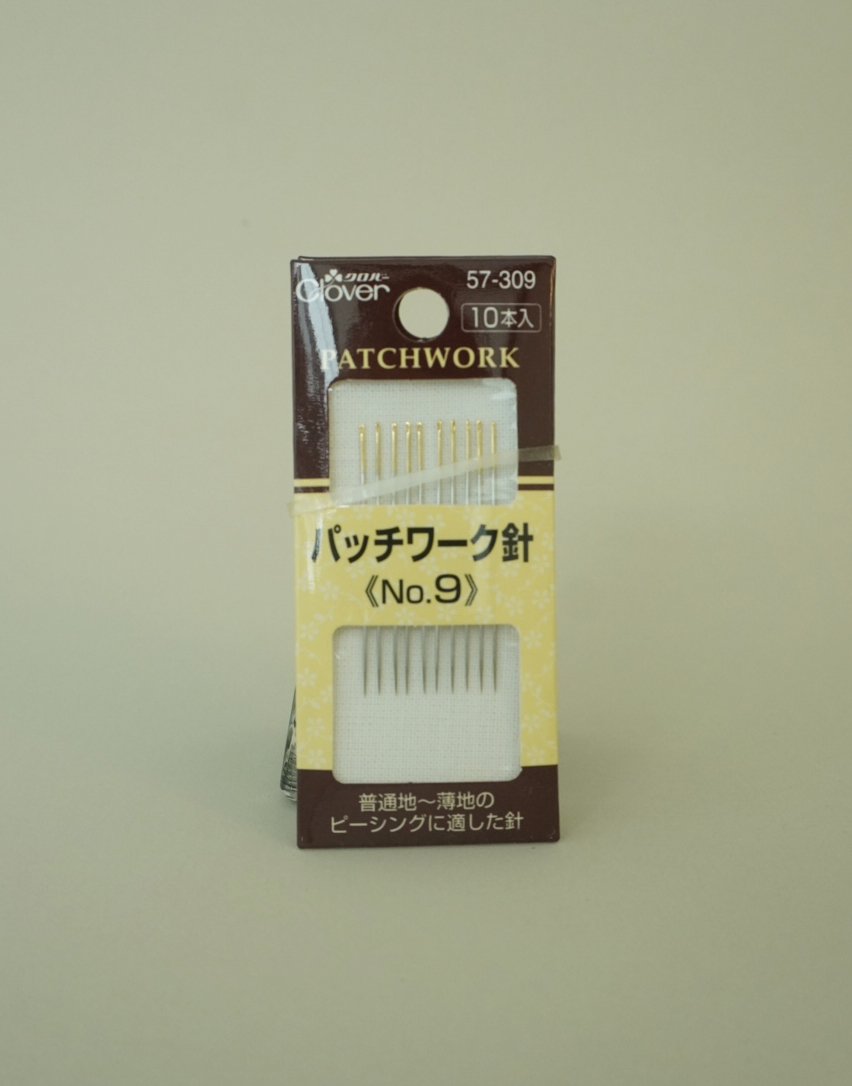 クロバー
Clover
57-309
10本入
PATCHWORK
パッチワーク針
《No.9》
普通地～薄地の
ピーシングに適した針